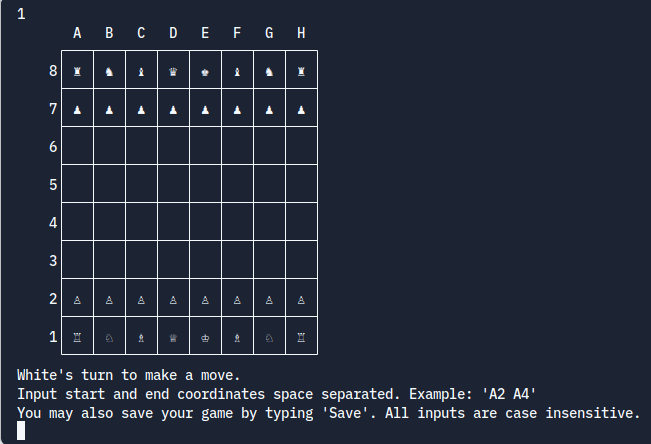 1
A B C D E F G H
8 ♜ ♞ ♝ ♛ ♚ ♝ ♞ ♜
7 ♟ ♟ ♟ ♟ ♟ ♟ ♟ ♟
6
5
4
3
2 ♙ ♙ ♙ ♙ ♙ ♙ ♙ ♙
1 ♖ ♘ ♗ ♕ ♔ ♗ ♘ ♖
White's turn to make a move.
Input start and end coordinates space separated. Example: 'A2 A4'
You may also save your game by typing 'Save'. All inputs are case insensitive.